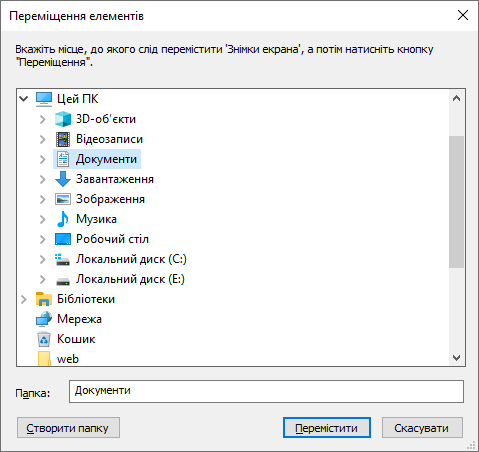 Переміщення елементів
Вкажіть місце, до якого слід перемістити 'Знімки екрана', а потім натисніть кнопку
"Переміщення".
Цей ПК
3D-об'єкти
Відеозаписи
Документи
Завантаження
Зображення
Музика
Робочий стіл
Локальний диск (C:)
Локальний диск (E:)
Бібліотеки
Мережа
Кошик
web
Папка: Документи
Створити папку Перемістити Скасувати